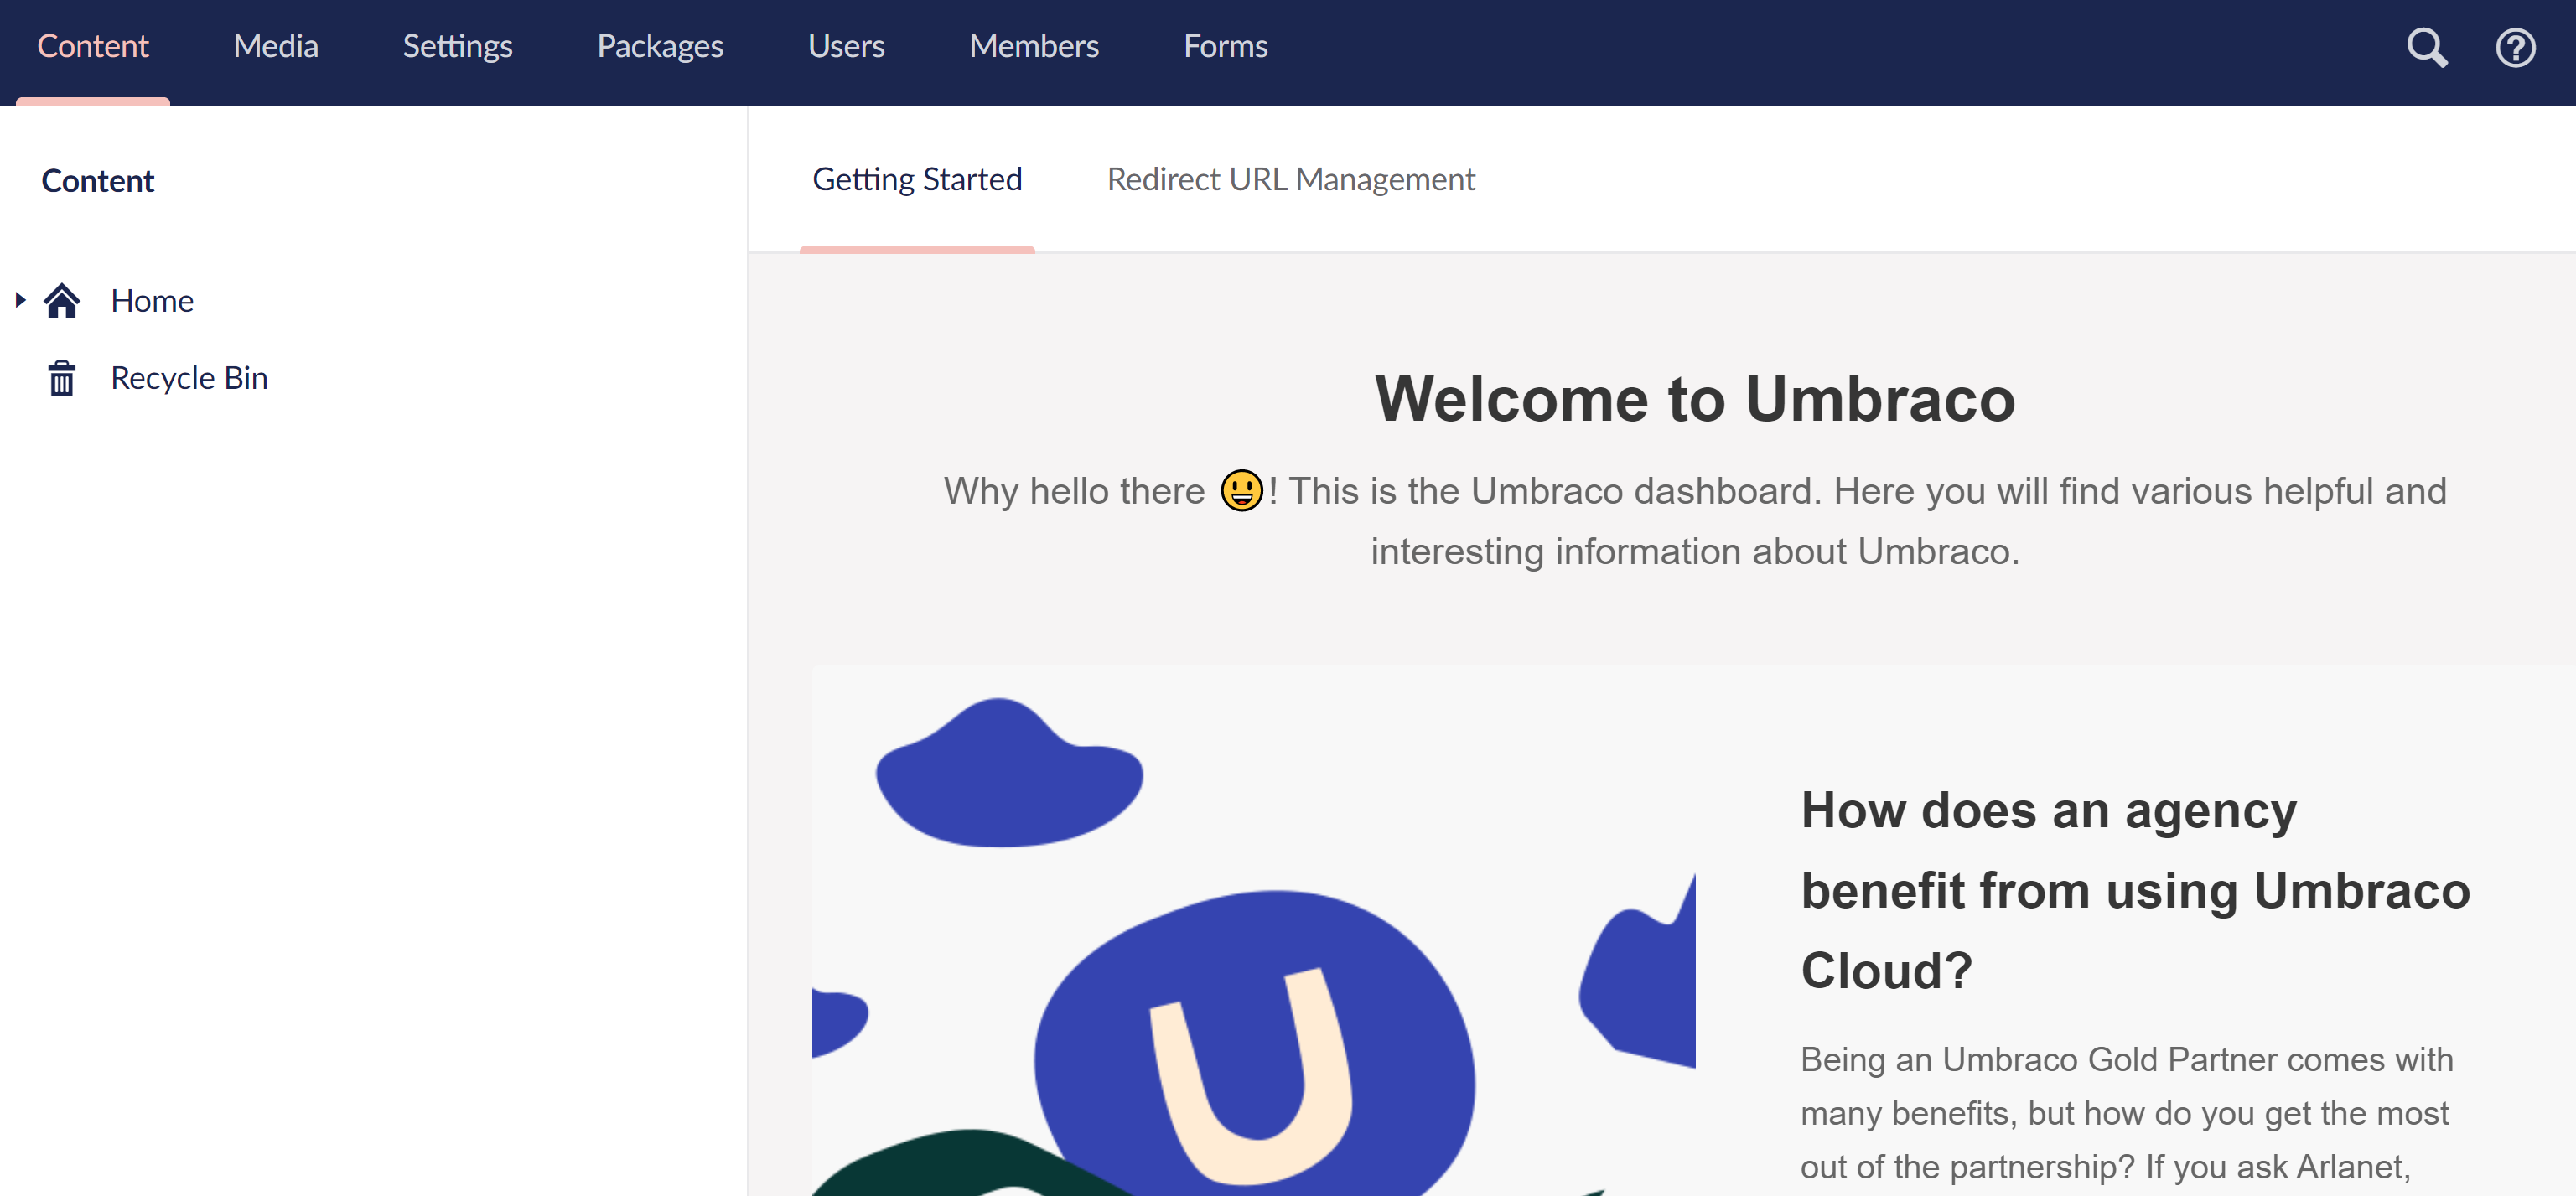 Content Media Settings Packages Users Members Forms
Content
Home
Recycle Bin
Getting Started Redirect URL Management
Welcome to Umbraco
Why hello there 😃! This is the Umbraco dashboard. Here you will find various helpful and
interesting information about Umbraco.
U
How does an agency
benefit from using Umbraco
Cloud?
Being an Umbraco Gold Partner comes with
many benefits, but how do you get the most
out of the partnership? If you ask Arlanet,